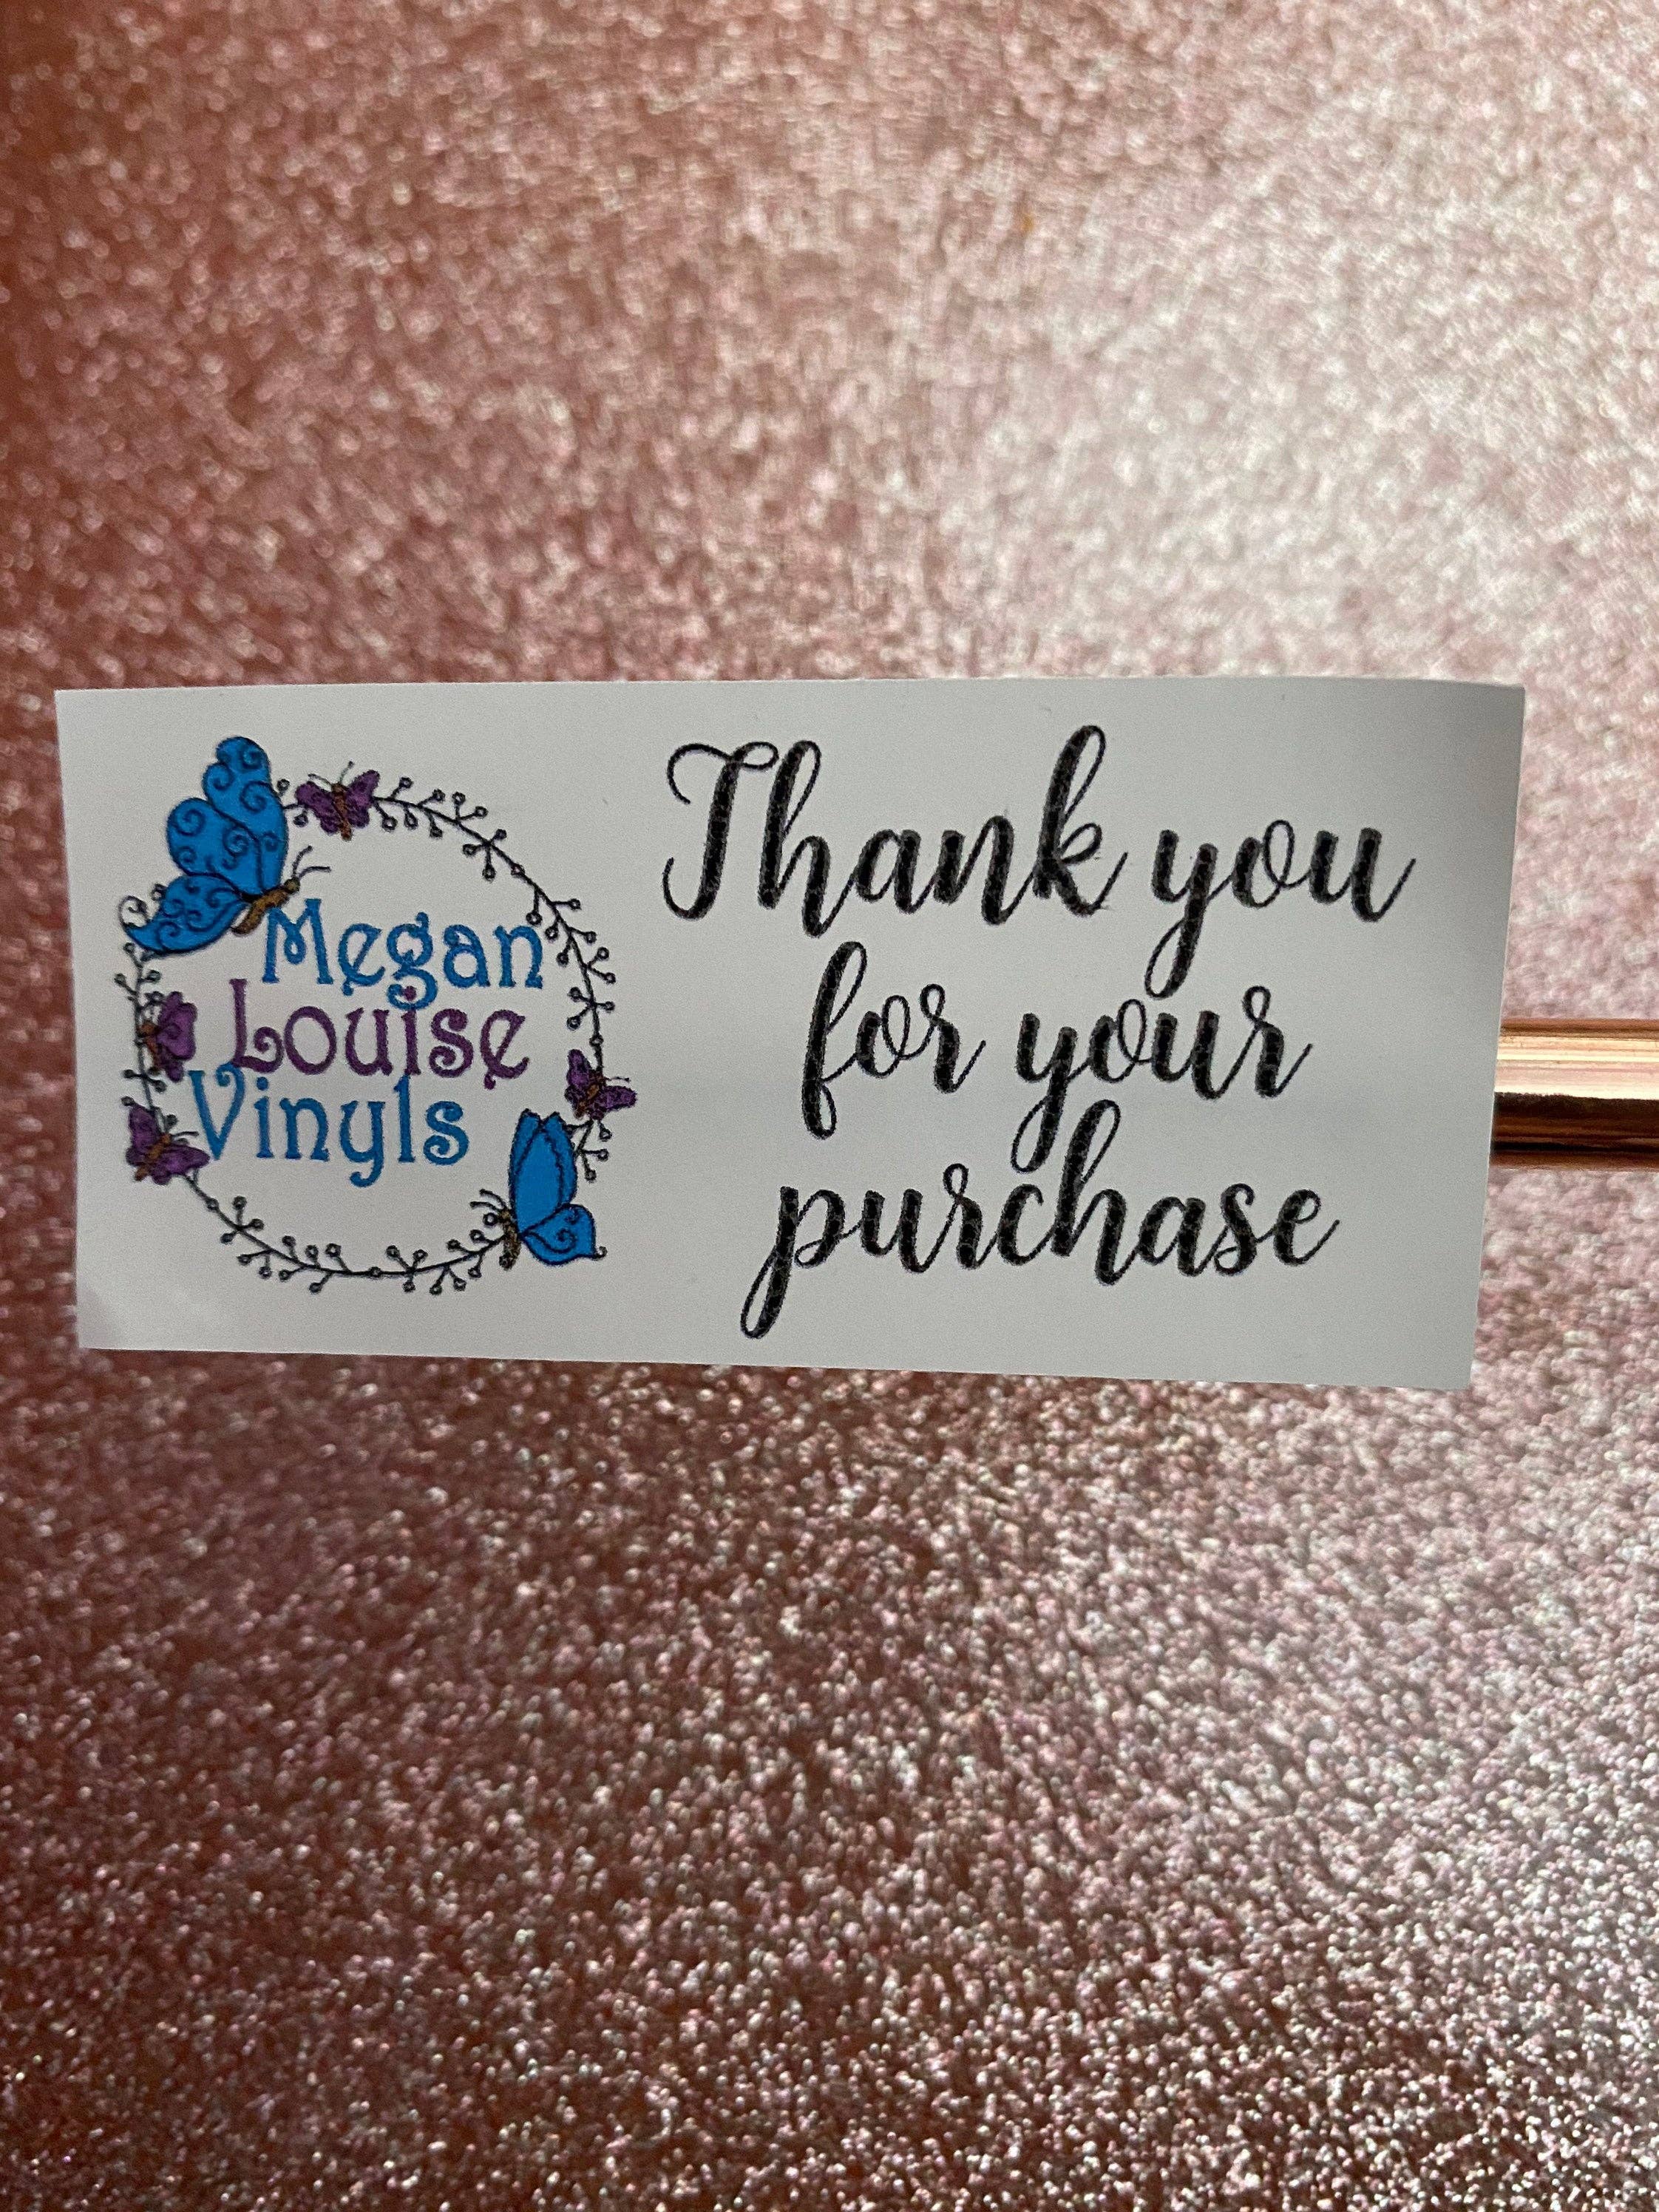 Megan
Louise
Vinyls
Thank you
for your
purchase